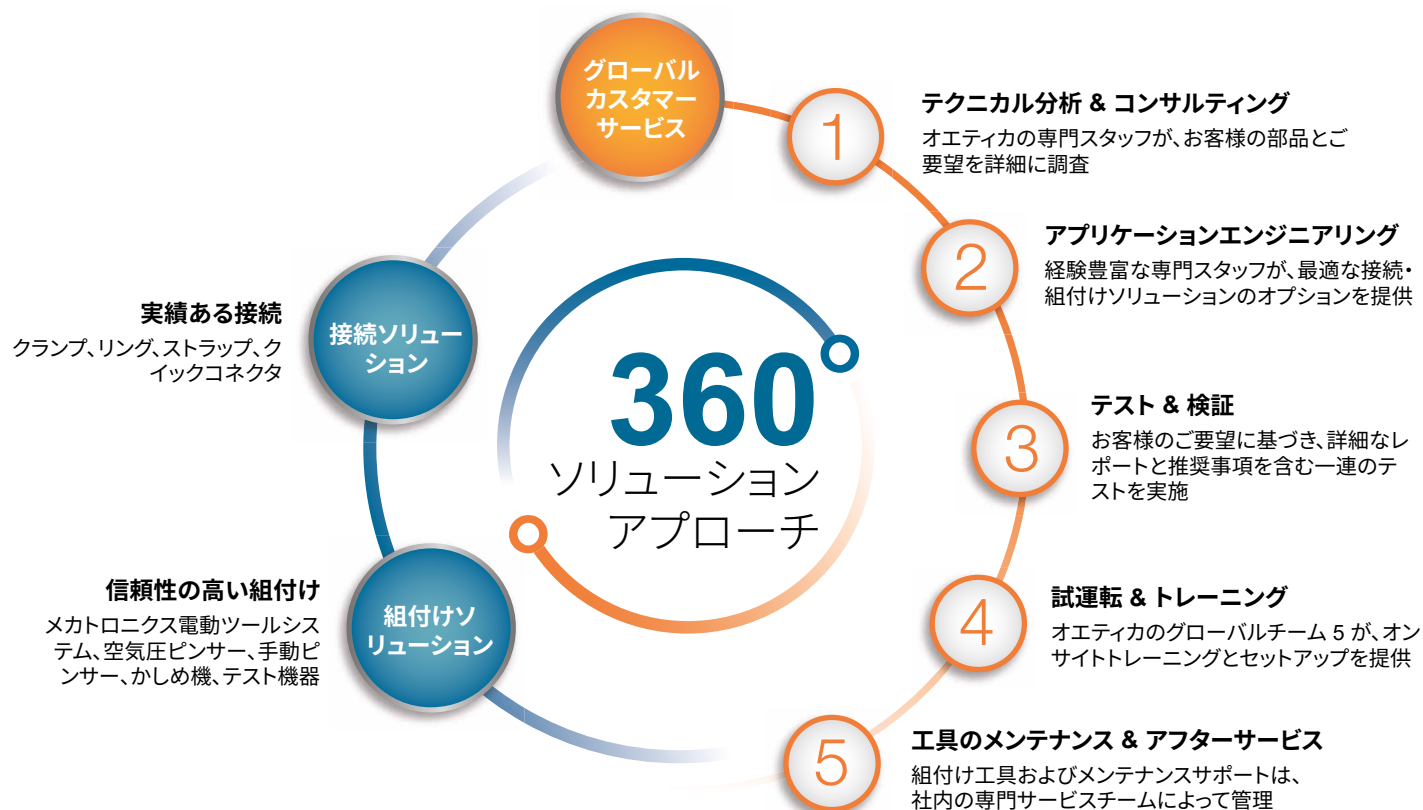 グローバル
カスタマー
サービス
1
テクニカル分析 & コンサルティング
オエティカの専門スタッフが、お客様の部品とご
要望を詳細に調査
2
アプリケーションエンジニアリング
経験豊富な専門スタッフが、最適な接続・
組付けソリューションのオプションを提供
3
テスト & 検証
お客様のご要望に基づき、詳細なレ
ポートと推奨事項を含む一連のテ
ストを実施
4
試運転 & トレーニング
オエティカのグローバルチーム 5 が、オン
サイトトレーニングとセットアップを提供
5
工具のメンテナンス & アフターサービス
組付け工具およびメンテナンスサポートは、
社内の専門サービスチームによって管理
接続ソリュー
ション
実績ある接続
クランプ、リング、ストラップ、ク
イックコネクタ
組付けソ
リューション
信頼性の高い組付け
メカトロニクス電動ツールシス
テム、空気圧ピンサー、手動ピ
ンサー、かしめ機、テスト機器
360
ソリューション
アプローチ